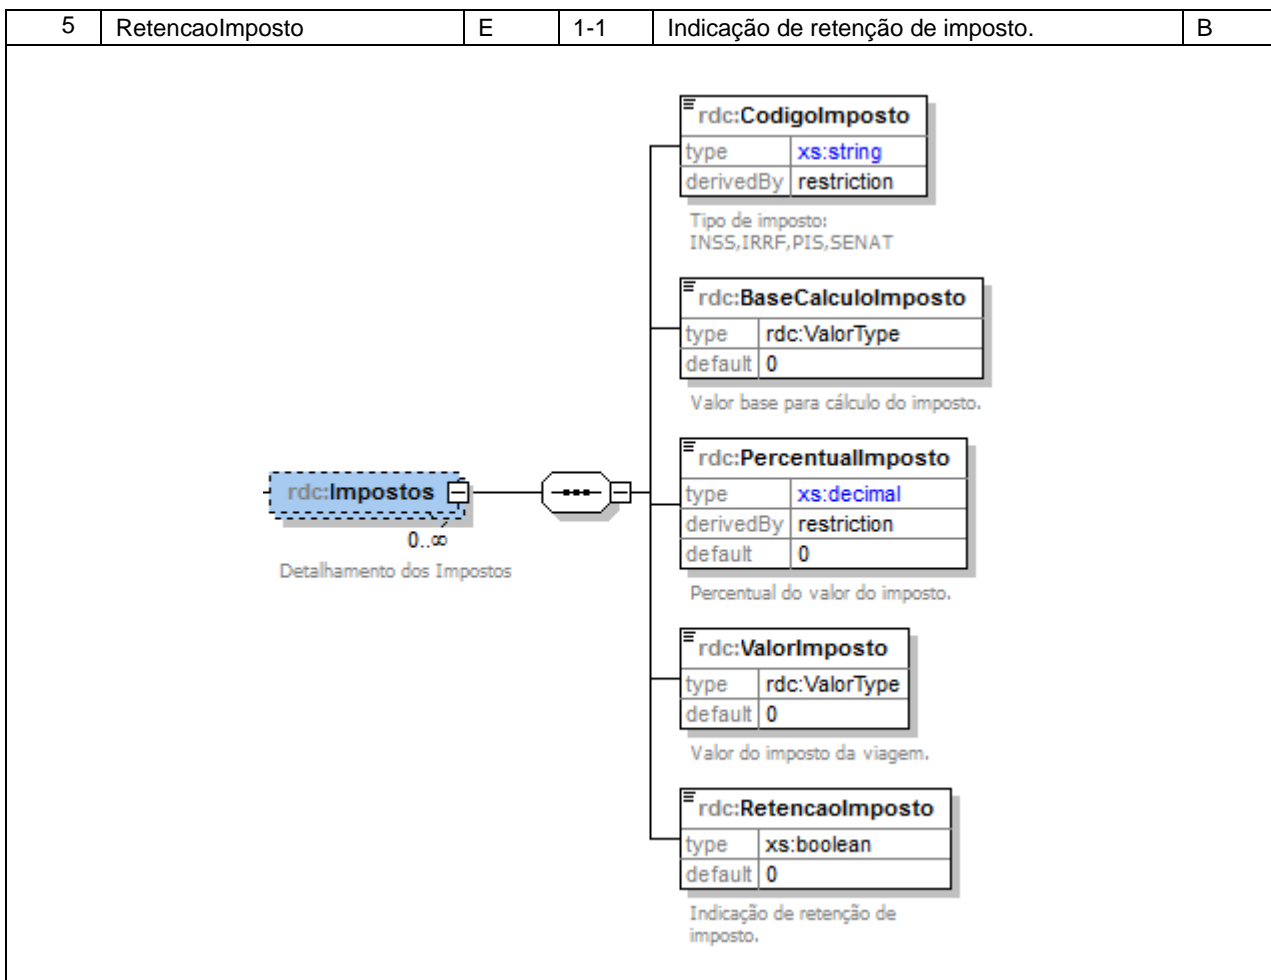 5 RetencaoImposto E 1-1 Indicação de retenção de imposto. B
rdc:CodigoImposto
type xs:string
derivedBy restriction
Tipo de imposto:
INSS,IRRF,PIS,SENAT
rdc:BaseCalculoImposto
type rdc:ValorType
default 0
Valor base para cálculo do imposto.
rdc:PercentualImposto
type xs:decimal
derivedBy restriction
default 0
Percentual do valor do imposto.
rdc:Impostos
0..∞
Detalhamento dos Impostos
rdc:ValorImposto
type rdc:ValorType
default 0
Valor do imposto da viagem.
rdc:RetencaoImposto
type xs:boolean
default 0
Indicação de retenção de
imposto.